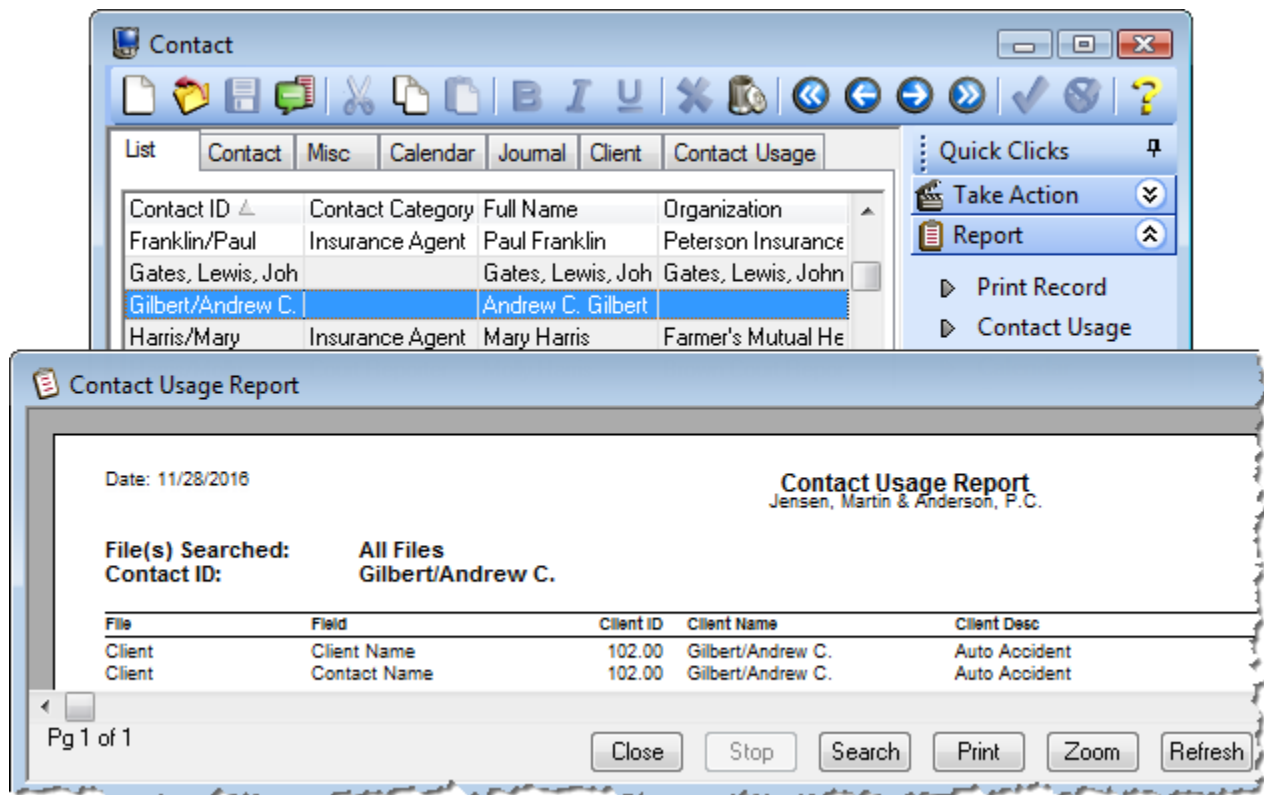 Contact
B I U ?
List Contact Misc Calendar Journal Client Contact Usage
Quick Clicks
Take Action
Report
Print Record
Contact Usage
Contact ID Contact Category Full Name Organization
Franklin/Paul Insurance Agent Paul Franklin Peterson Insurance
Gates, Lewis, Joh Gates, Lewis, Joh Gates, Lewis, John
Gilbert/Andrew C. Andrew C. Gilbert
Harris/Mary Insurance Agent Mary Harris Farmer's Mutual He
Contact Usage Report
Date: 11/28/2016
Contact Usage Report
Jensen, Martin & Anderson, P.C.
File(s) Searched: All Files
Contact ID: Gilbert/Andrew C.
File Field Client ID Client Name Client Desc
Client Client Name 102.00 Gilbert/Andrew C. Auto Accident
Client Contact Name 102.00 Gilbert/Andrew C. Auto Accident
Pg 1 of 1
Close Stop Search Print Zoom Refresh